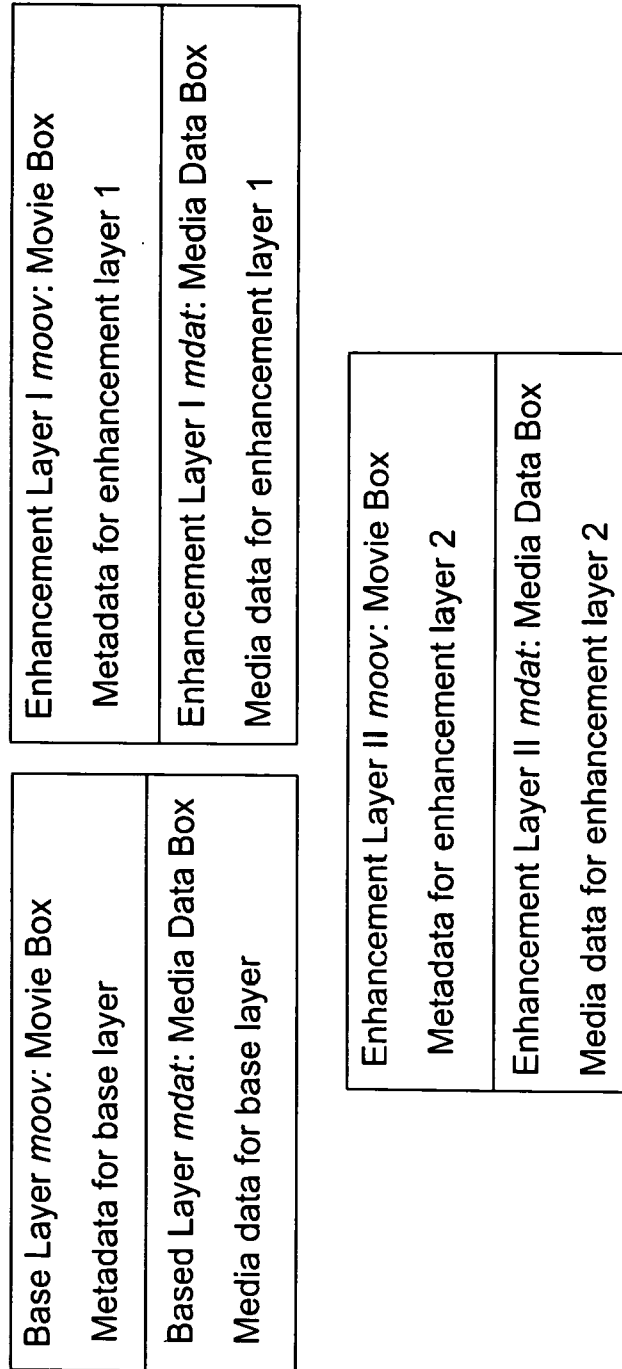 Base Layer moov: Movie Box
Metadata for base layer
Based Layer mdat: Media Data Box
Media data for base layer
Enhancement Layer I moov: Movie Box
Metadata for enhancement layer 1
Enhancement Layer I mdat: Media Data Box
Media data for enhancement layer 1
Enhancement Layer II moov: Movie Box
Metadata for enhancement layer 2
Enhancement Layer II mdat: Media Data Box
Media data for enhancement layer 2